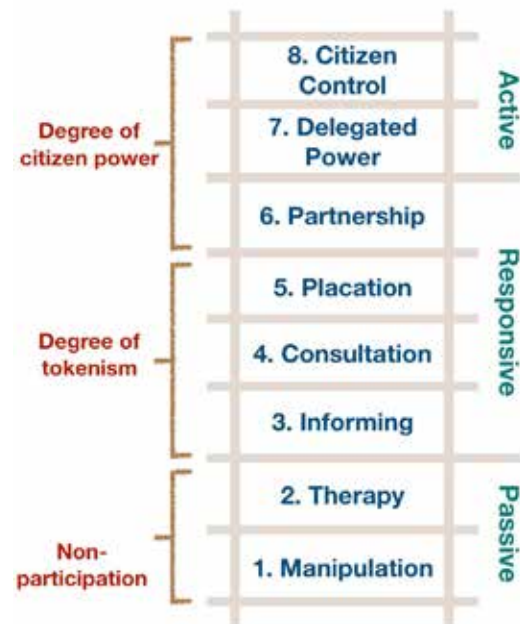 8. Citizen
Control
7. Delegated
Power
6. Partnership
5. Placation
4. Consultation
3. Informing
2. Therapy
1. Manipulation
Degree of
citizen power
Degree of
tokenism
Non-
participation
Active
Responsive
Passive